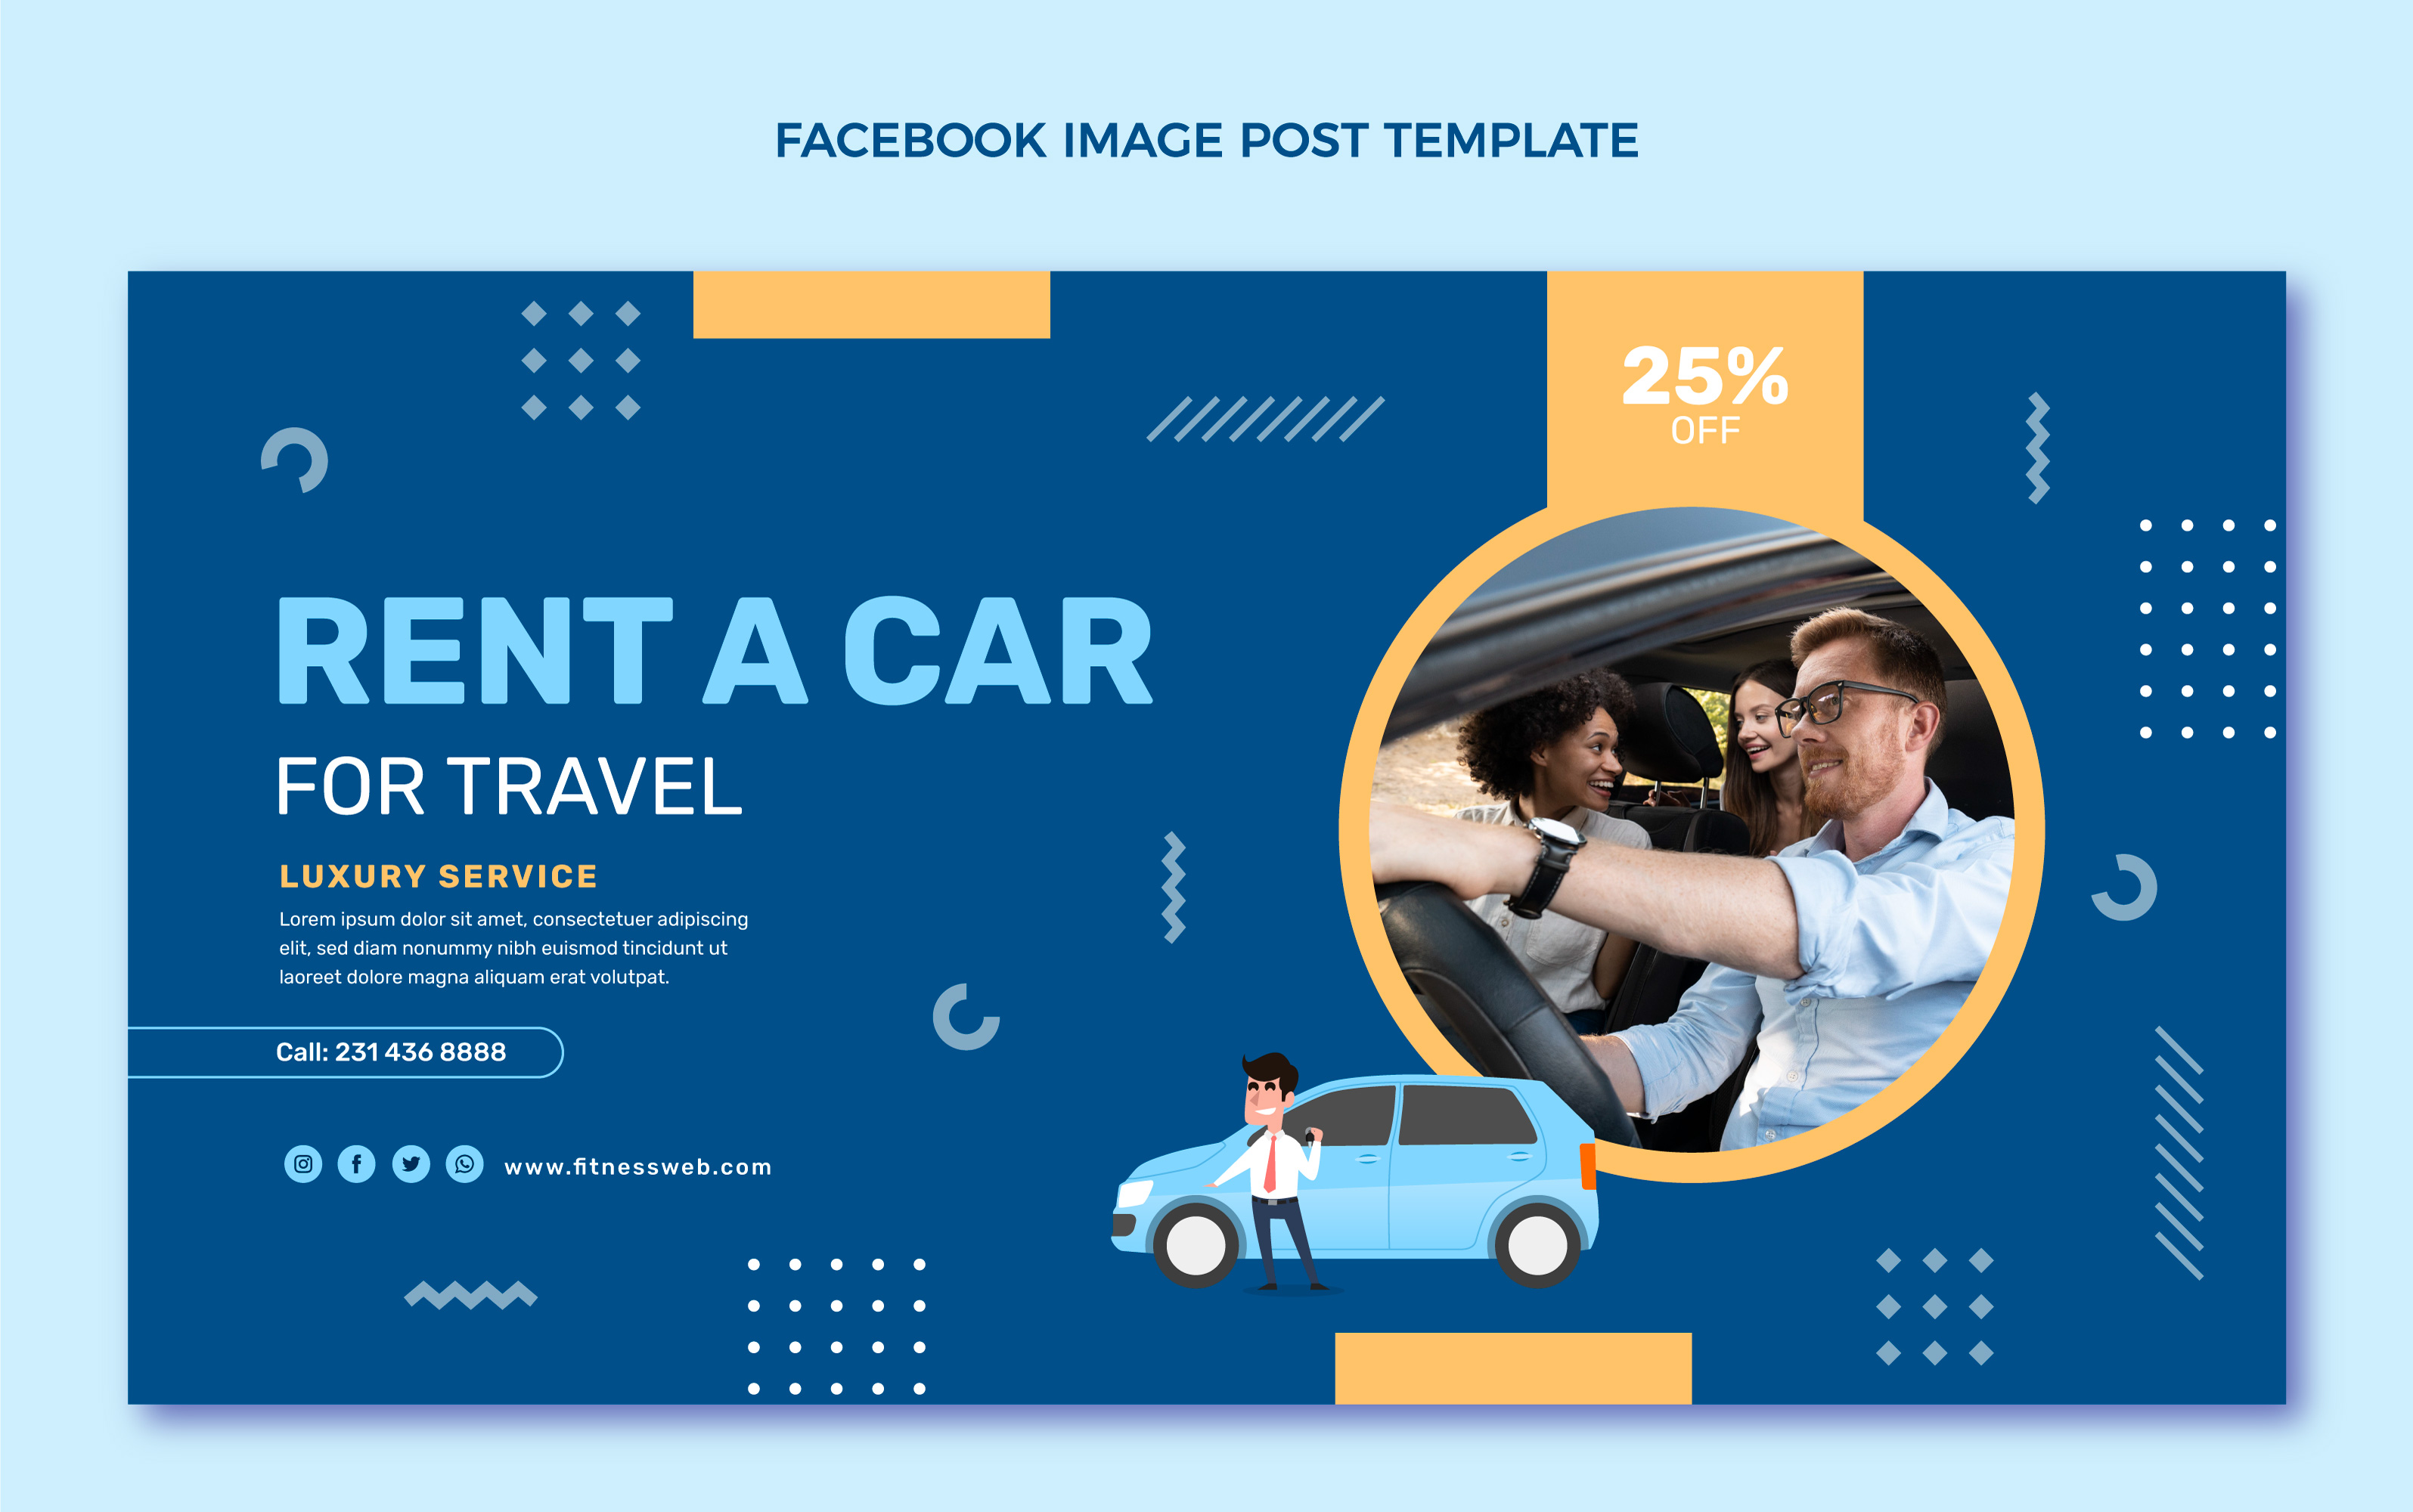 FACEBOOK IMAGE POST TEMPLATE
25%
OFF
RENT A CAR
FOR TRAVEL
LUXURY SERVICE
Lorem ipsum dolor sit amet, consectetuer adipiscing
elit, sed diam nonummy nibh euismod tincidunt ut
laoreet dolore magna aliquam erat volutpat.
Call: 231 436 8888
www.fitnessweb.com